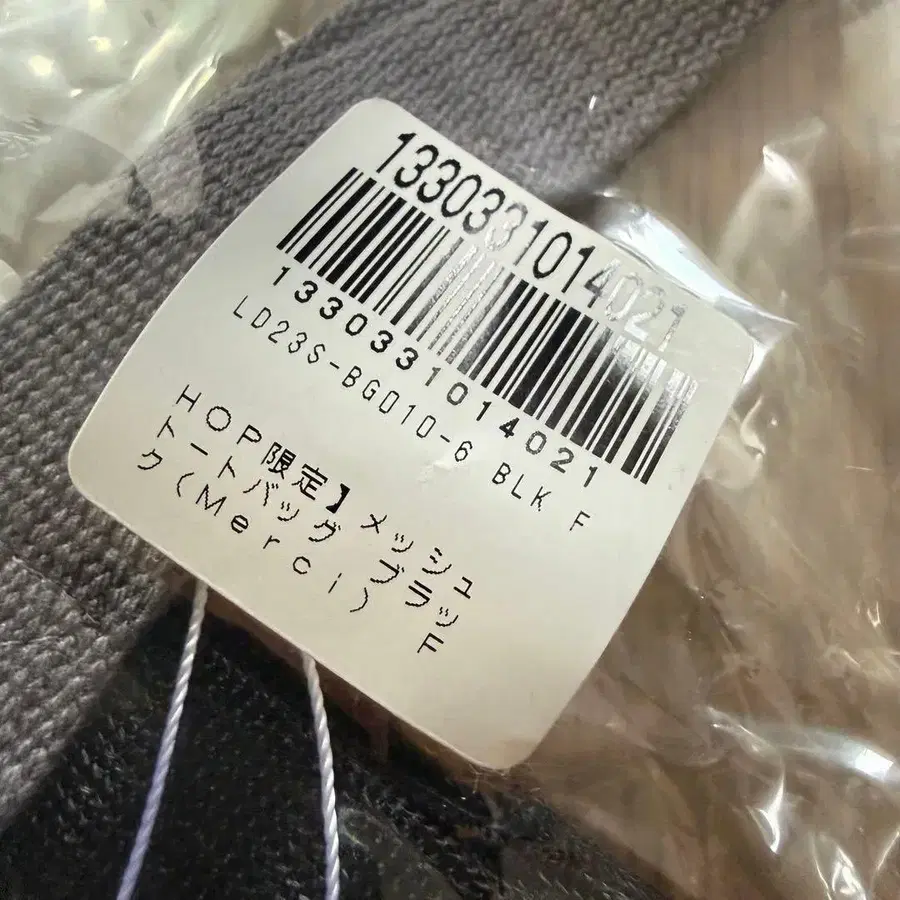 1330331014021
1330331014021
LD23S-BG010-6 BLK F
HOP限定】メッシュ
トートバッグ ブラッ
ク(Merci) F